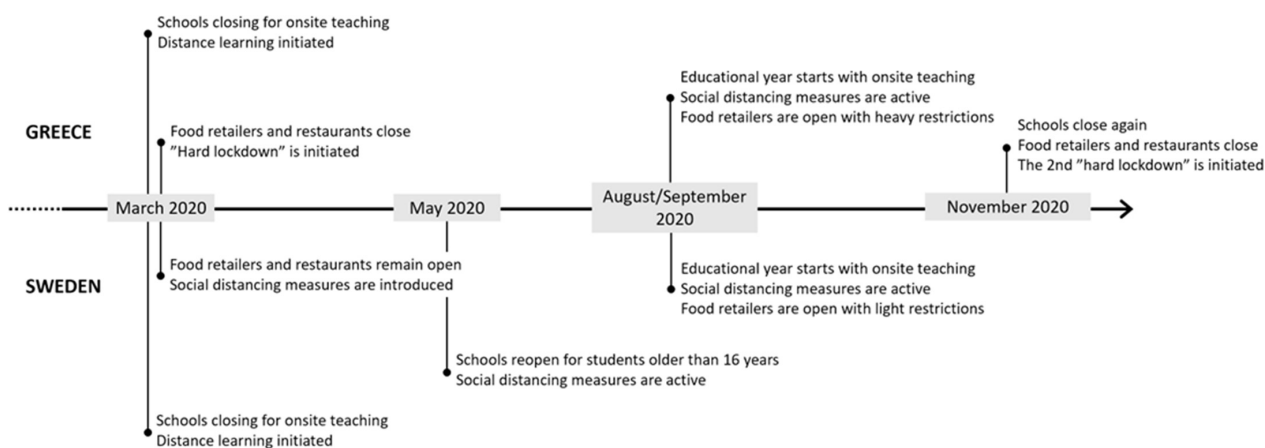 Schools closing for onsite teaching
Distance learning initiated
Educational year starts with onsite teaching
Social distancing measures are active
Food retailers are open with heavy restrictions
GREECE
Food retailers and restaurants close
"Hard lockdown" is initiated
Schools close again
Food retailers and restaurants close
The 2nd "hard lockdown" is initiated
March 2020
May 2020
August/September
2020
November 2020
SWEDEN
Food retailers and restaurants remain open
Social distancing measures are introduced
Educational year starts with onsite teaching
Social distancing measures are active
Food retailers are open with light restrictions
Schools reopen for students older than 16 years
Social distancing measures are active
Schools closing for onsite teaching
Distance learning initiated